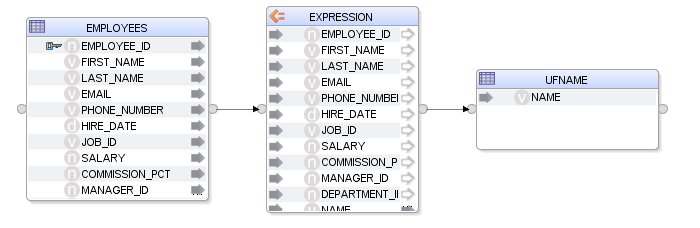 EMPLOYEES
n EMPLOYEE_ID
v FIRST_NAME
v LAST_NAME
v EMAIL
v PHONE_NUMBER
d HIRE_DATE
v JOB_ID
n SALARY
n COMMISSION_PCT
n MANAGER_ID
EXPRESSION
n EMPLOYEE_ID
v FIRST_NAME
v LAST_NAME
v EMAIL
v PHONE_NUMBE
d HIRE_DATE
v JOB_ID
n SALARY
n COMMISSION_P
n MANAGER_ID
n DEPARTMENT_I
v NAME
UFNAME
v NAME